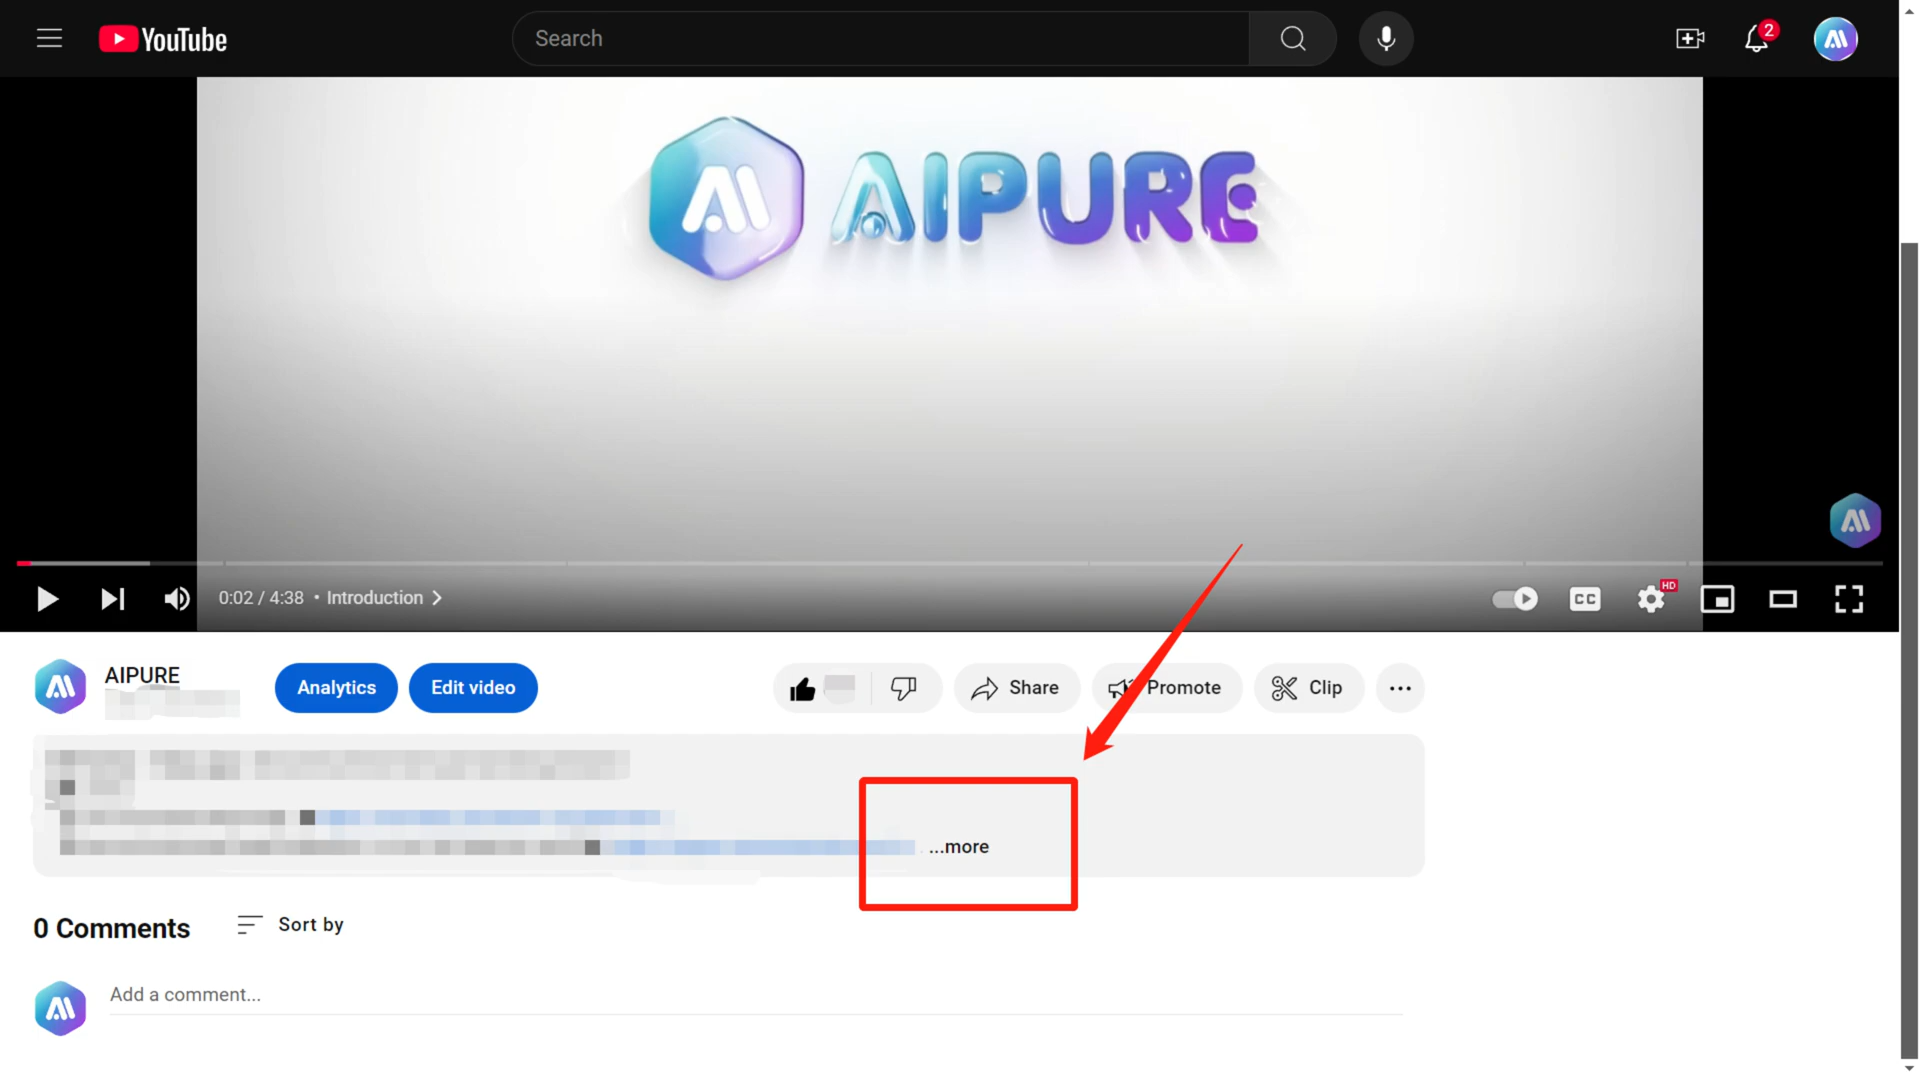 YouTube
Search
2
AIPURE
0:02 / 4:38 • Introduction
CC
HD
AIPURE
Analytics
Edit video
Share
Promote
Clip
...more
0 Comments
Sort by
Add a comment...